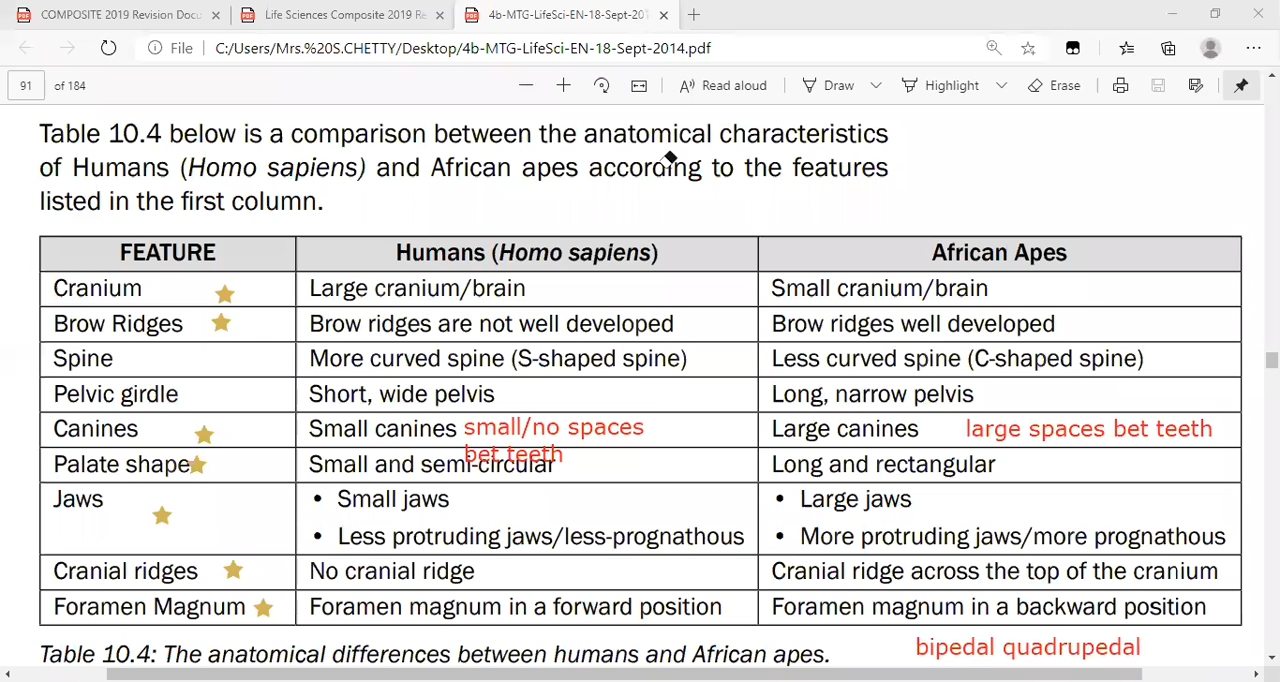 COMPOSITE 2019 Revision Docu
Life Sciences Composite 2019 Re
4b-MTG-LifeSci-EN-18-Sept-201
File
C:/Users/Mrs.%20S.CHETTY/Desktop/4b-MTG-LifeSci-EN-18-Sept-2014.pdf
91 of 184
Read aloud
Draw
Highlight
Erase
Table 10.4 below is a comparison between the anatomical characteristics
of Humans (Homo sapiens) and African apes according to the features
listed in the first column.
FEATURE Humans (Homo sapiens) African Apes
Cranium Large cranium/brain Small cranium/brain
Brow Ridges Brow ridges are not well developed Brow ridges well developed
Spine More curved spine (S-shaped spine) Less curved spine (C-shaped spine)
Pelvic girdle Short, wide pelvis Long, narrow pelvis
Canines Small canines small/no spaces Large canines large spaces bet teeth
bet teeth
Palate shape Small and semi-circular Long and rectangular
Jaws • Small jaws • Large jaws
• Less protruding jaws/less-prognathous • More protruding jaws/more prognathous
Cranial ridges No cranial ridge Cranial ridge across the top of the cranium
Foramen Magnum Foramen magnum in a forward position Foramen magnum in a backward position
Table 10.4: The anatomical differences between humans and African apes.
bipedal quadrupedal